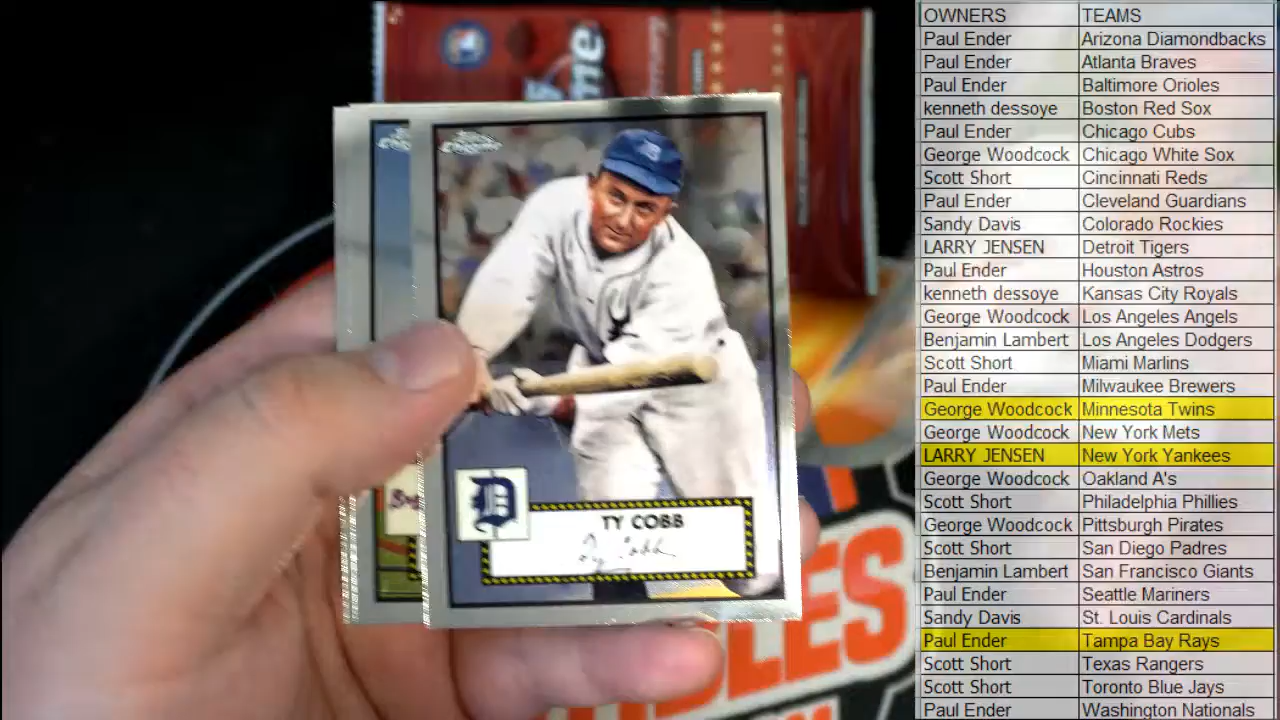 OWNERS TEAMS
Paul Ender Arizona Diamondbacks
Paul Ender Atlanta Braves
Paul Ender Baltimore Orioles
kenneth dessoye Boston Red Sox
Paul Ender Chicago Cubs
George Woodcock Chicago White Sox
Scott Short Cincinnati Reds
Paul Ender Cleveland Guardians
Sandy Davis Colorado Rockies
LARRY JENSEN Detroit Tigers
Paul Ender Houston Astros
kenneth dessoye Kansas City Royals
George Woodcock Los Angeles Angels
Benjamin Lambert Los Angeles Dodgers
Scott Short Miami Marlins
Paul Ender Milwaukee Brewers
George Woodcock Minnesota Twins
George Woodcock New York Mets
LARRY JENSEN New York Yankees
George Woodcock Oakland A's
Scott Short Philadelphia Phillies
George Woodcock Pittsburgh Pirates
Scott Short San Diego Padres
Benjamin Lambert San Francisco Giants
Paul Ender Seattle Mariners
Sandy Davis St. Louis Cardinals
Paul Ender Tampa Bay Rays
Scott Short Texas Rangers
Scott Short Toronto Blue Jays
Paul Ender Washington Nationals
Topps
Chrome
D
TY COBB
Ty Cobb